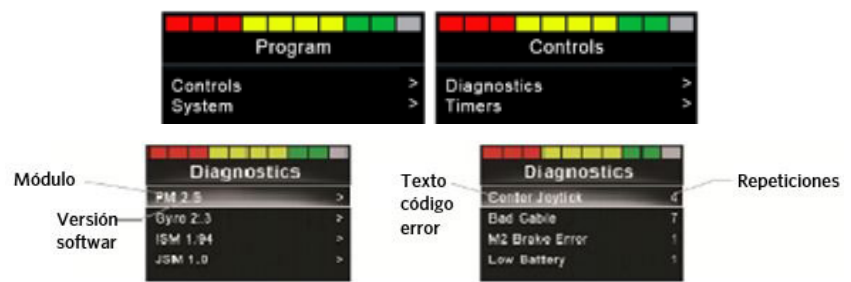 Program
Controls >
System >
Controls
Diagnostics >
Timers >
Módulo
Versión
softwar
Diagnostics
PM 2.5 >
Gyro 2.3 >
ISM 1.94 >
JSM 1.0 >
Texto
código
error
Diagnostics
Center Joytick 4
Bad Cable 7
M2 Brake Error 1
Low Battery 1
Repeticiones